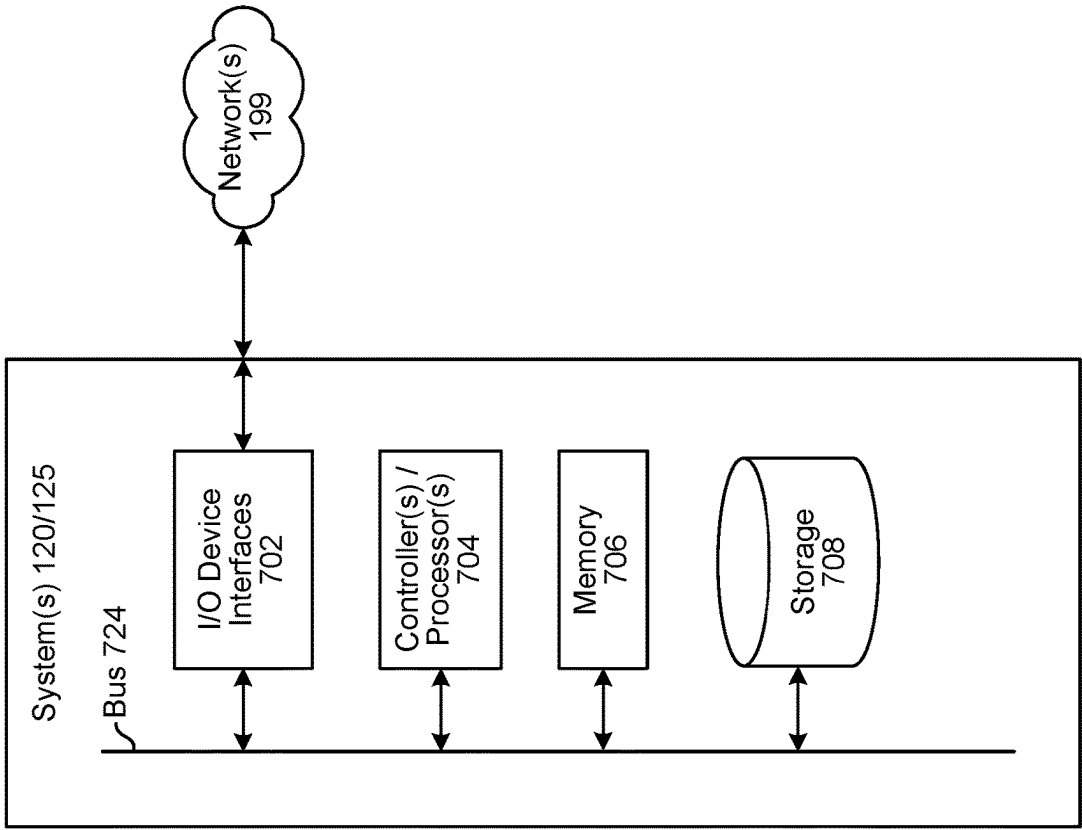 System(s) 120/125
Bus 724
I/O Device
Interfaces
702
Controller(s) /
Processor(s)
704
Memory
706
Storage
708
Network(s)
199